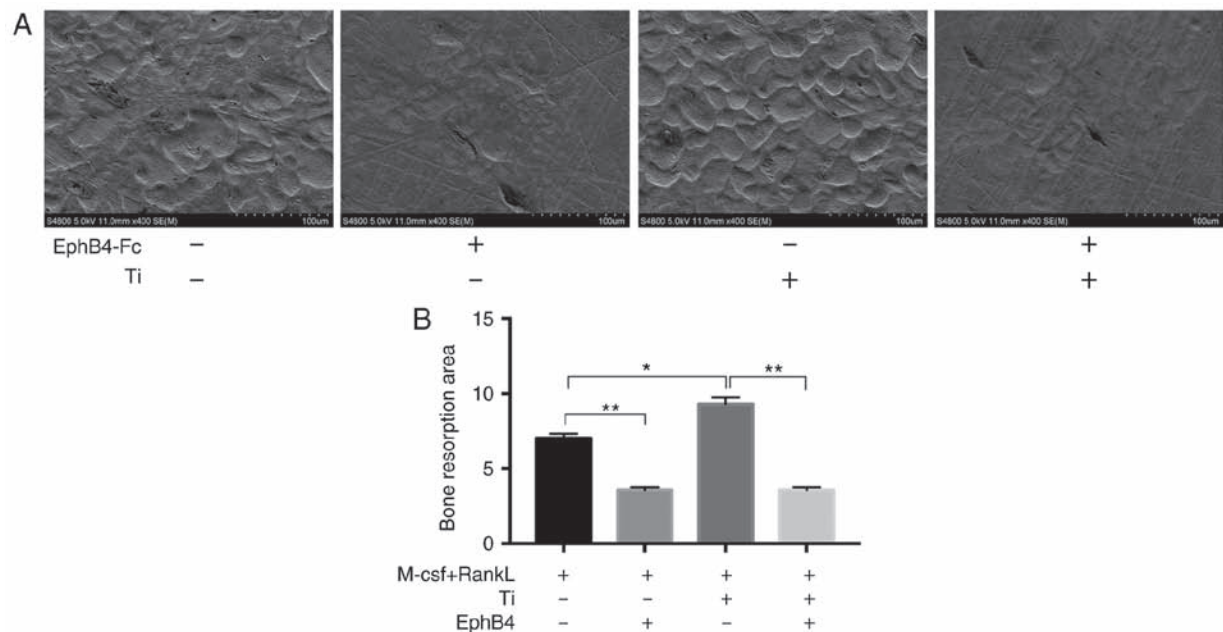 A
S4800 5.0kV 11.0mm x400 SE(M) 100um
S4800 5.0kV 11.0mm x400 SE(M) 100um
S4800 5.0kV 11.0mm x400 SE(M) 100um
S4800 5.0kV 11.0mm x400 SE(M) 100um
EphB4-Fc − + − +
Ti − − + +
B
15
10
5
0
Bone resorption area
* **
**
M-csf+RankL + + + +
Ti − − + +
EphB4 − + − +